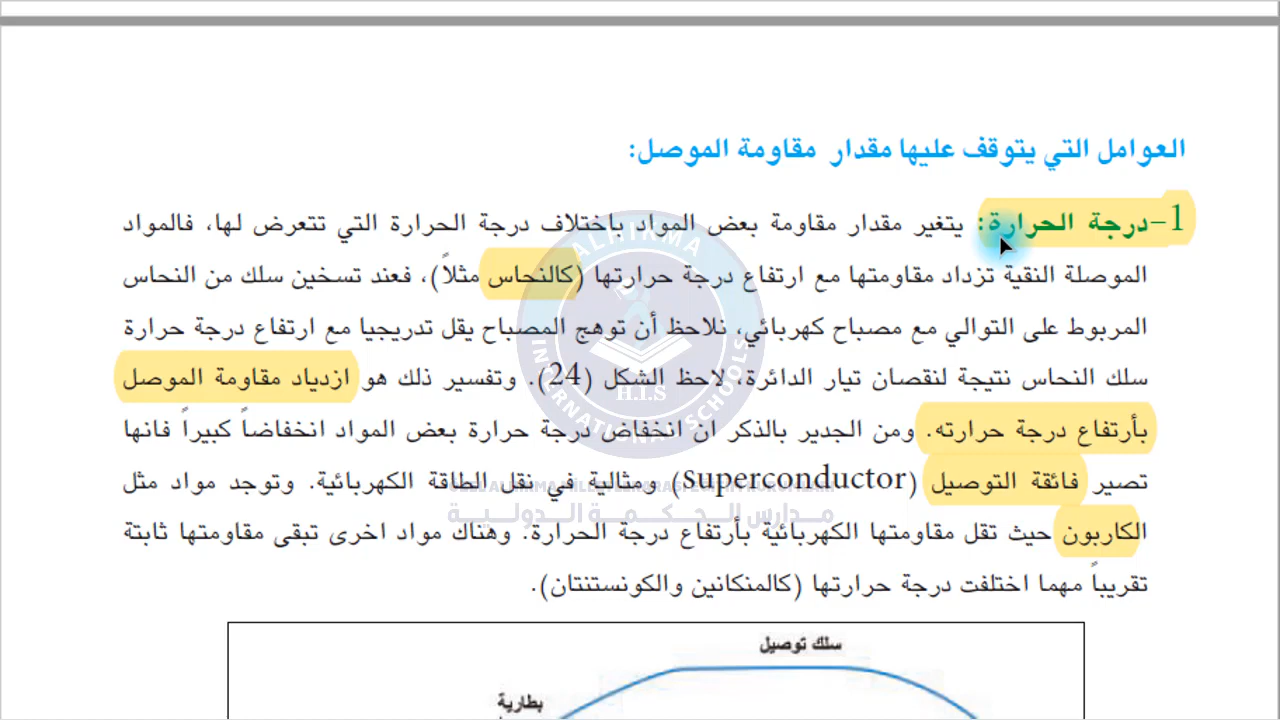 العوامل التي يتوقف عليها مقدار مقاومة الموصل:
1-درجة الحرارة: يتغير مقدار مقاومة بعض المواد باختلاف درجة الحرارة التي تتعرض لها، فالمواد
الموصلة النقية تزداد مقاومتها مع ارتفاع درجة حرارتها (كالنحاس مثلاً)، فعند تسخين سلك من النحاس
المربوط على التوالي مع مصباح كهربائي، نلاحظ أن توهج المصباح يقل تدريجيا مع ارتفاع درجة حرارة
سلك النحاس نتيجة لنقصان تيار الدائرة، لاحظ الشكل (24). وتفسير ذلك هو ازدياد مقاومة الموصل
بأرتفاع درجة حرارته. ومن الجدير بالذكر ان انخفاض درجة حرارة بعض المواد انخفاضاً كبيراً فانها
تصير فائقة التوصيل (superconductor) ومثالية في نقل الطاقة الكهربائية. وتوجد مواد مثل
الكاربون حيث تقل مقاومتها الكهربائية بأرتفاع درجة الحرارة. وهناك مواد اخرى تبقى مقاومتها ثابتة
تقريباً مهما اختلفت درجة حرارتها (كالمنكانين والكونستنتان).
سلك توصيل
بطارية
ALHIKMA
INTERNATIONAL SCHOOLS
H.I.S
مدارس الحكمة الدولية